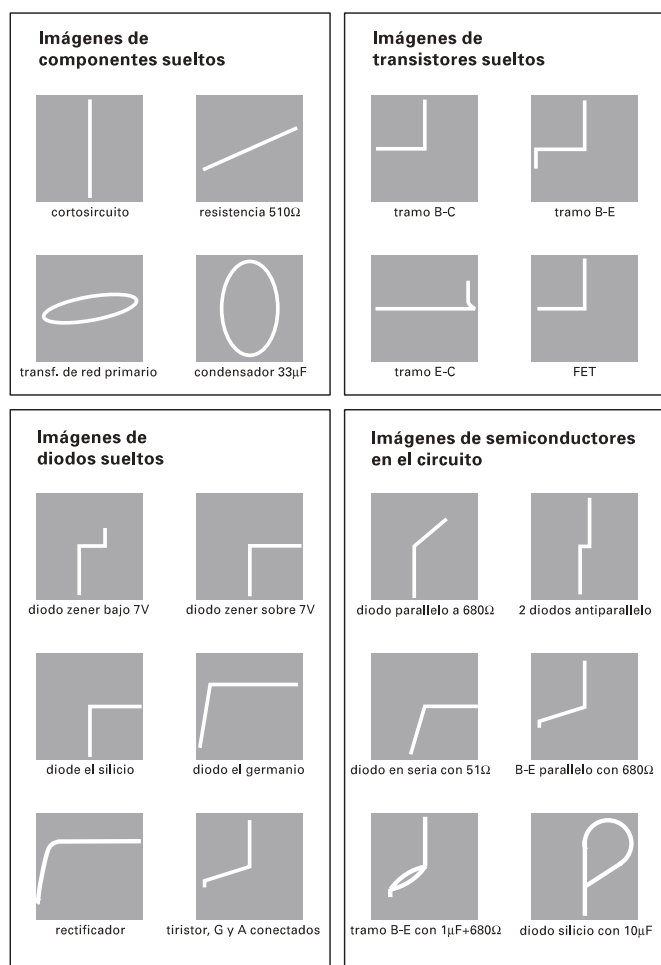 Imágenes de
componentes sueltos
cortosircuito
resistencia 510Ω
transf. de red primario
condensador 33µF
Imágenes de
transistores sueltos
tramo B-C
tramo B-E
tramo E-C
FET
Imágenes de
diodos sueltos
diodo zener bajo 7V
diodo zener sobre 7V
diode el silicio
diodo el germanio
rectificador
tiristor, G y A conectados
Imágenes de semiconductores
en el circuito
diodo parallelo a 680Ω
2 diodos antiparallelo
diodo en seria con 51Ω
B-E parallelo con 680Ω
tramo B-E con 1µF+680Ω
diodo silicio con 10µF